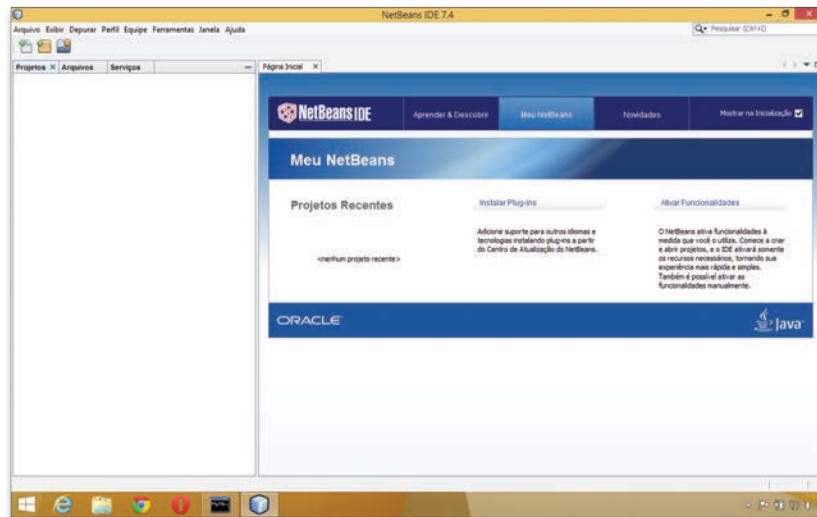 NetBeans IDE 7.4
Arquivo Exibir Depurar Perfil Equipe Ferramentas Janela Ajuda
Pesquisar (Ctrl+I)
Projetos Arquivos Serviços
Página Inicial
NetBeans IDE
Aprender & Descobrir
Meu NetBeans
Novidades
Mostrar na Inicialização
Meu NetBeans
Projetos Recentes
<nenhum projeto recente>
Instalar Plug-ins
Adicione suporte para outros idiomas e
tecnologias instalando plug-ins a partir
do Centro de Atualização do NetBeans.
Ativar Funcionalidades
O NetBeans ativa funcionalidades à
medida que você o utiliza. Comece a criar
e abrir projetos, e o IDE ativará somente
os recursos necessários, tornando sua
experiência mais rápida e simples.
Também é possível ativar as
funcionalidades manualmente.
ORACLE
Java